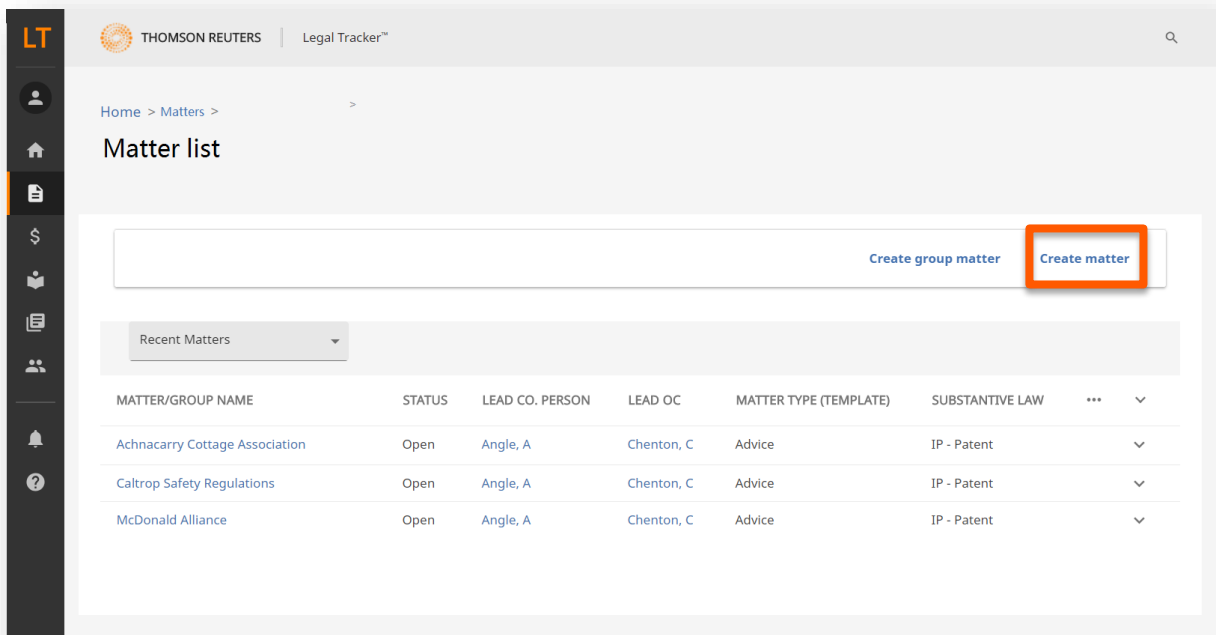 LT
THOMSON REUTERS Legal Tracker™
Home > Matters > >
Matter list
Create group matter Create matter
Recent Matters
MATTER/GROUP NAME STATUS LEAD CO. PERSON LEAD OC MATTER TYPE (TEMPLATE) SUBSTANTIVE LAW •••
Achnacarry Cottage Association Open Angle, A Chenton, C Advice IP - Patent
Caltrop Safety Regulations Open Angle, A Chenton, C Advice IP - Patent
McDonald Alliance Open Angle, A Chenton, C Advice IP - Patent